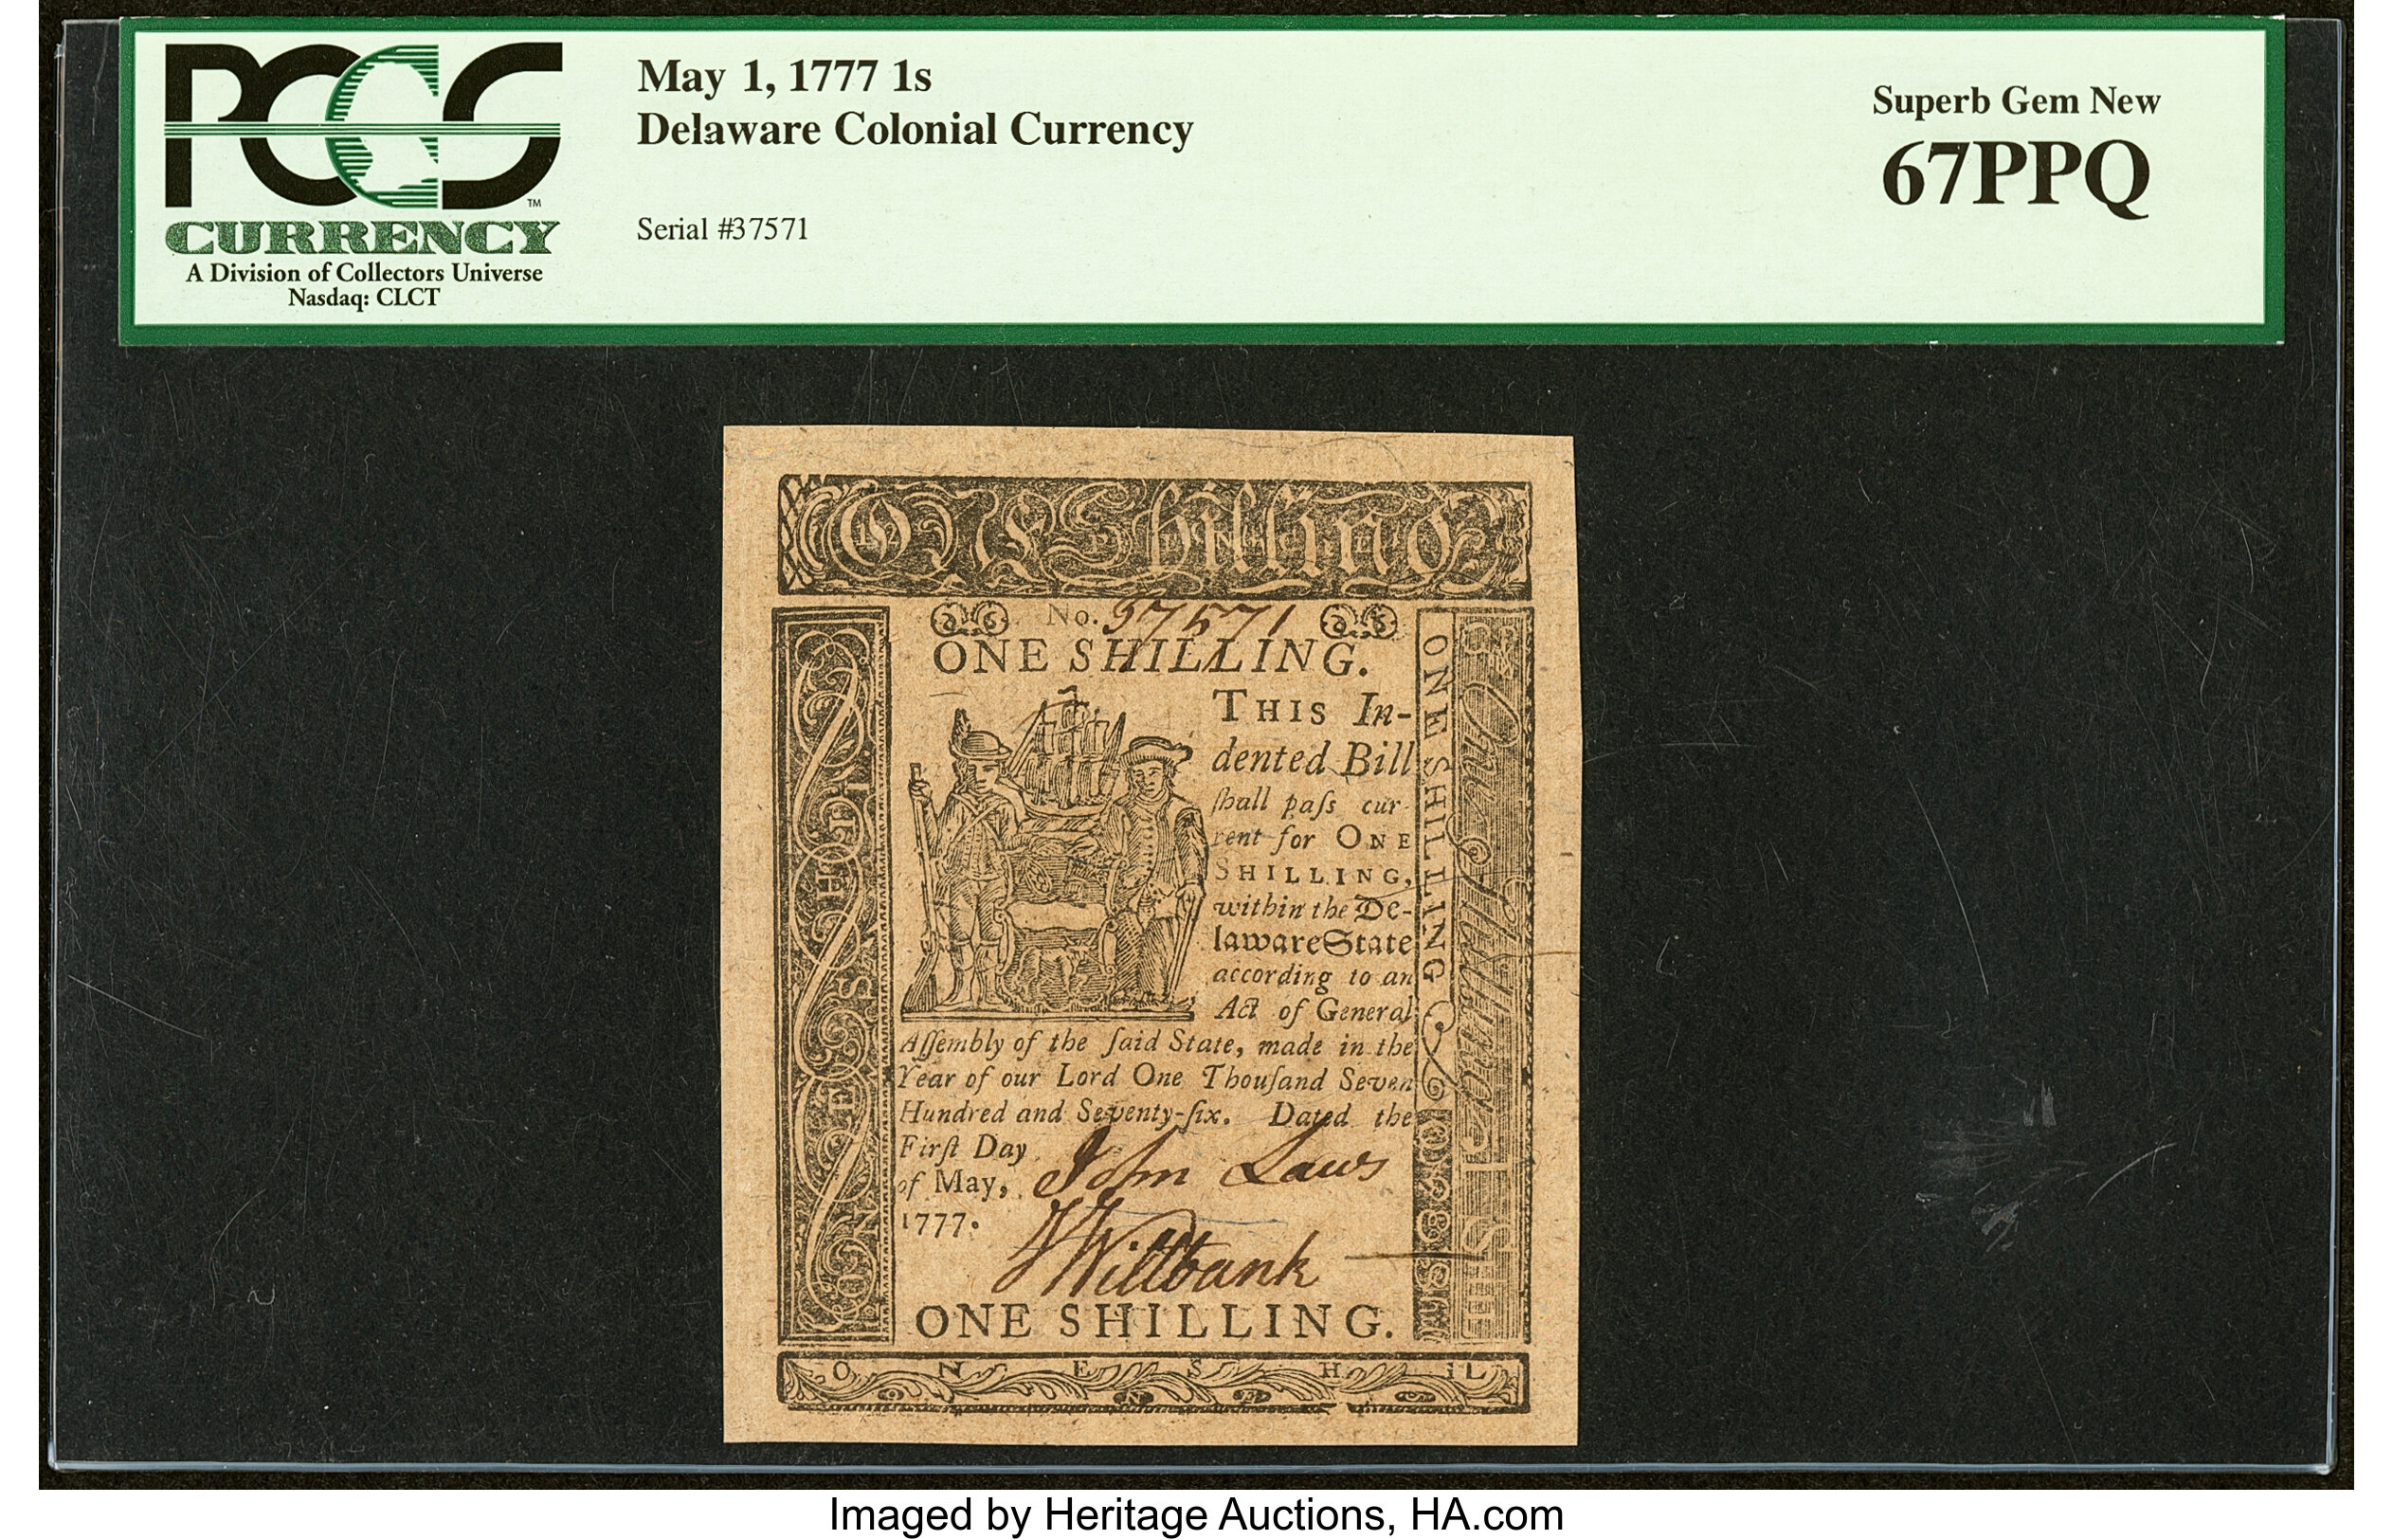 PCGS
TM
CURRENCY
A Division of Collectors Universe
Nasdaq: CLCT
May 1, 1777 1s
Delaware Colonial Currency
Serial #37571
Superb Gem New
67PPQ
One Shilling
No. 37571
ONE SHILLING.
THIS In-
dented Bill
ſhall paſs cur-
rent for ONE
SHILLING,
within the De-
laware State
according to an
Act of General
Aſſembly of the ſaid State, made in the
Year of our Lord One Thouſand Seven
Hundred and Seventy-ſix. Dated the
Firſt Day
of May,
1777.
John Laws
J Wiltbank
ONE SHILLING.
O N E S H iL
ONE SHILLING
One Shilling
Imaged by Heritage Auctions, HA.com